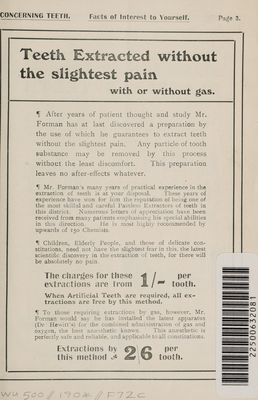 CONCERNING TEETH. Facts of Interest to Yourself. Page 3.
Teeth Extracted without
the slightest pain
with or without gas.
¶ After years of patient thought and study Mr.
Forman has at last discovered a preparation by
the use of which he guarantees to extract teeth
without the slightest pain. Any particle of tooth
substance may be removed by this process
without the least discomfort. This preparation
leaves no after-effects whatever.
¶ Mr. Forman's many years of practical experience in the
extraction of teeth is at your disposal. These years of
experience have won for him the reputation of being one of
the most skilful and careful Painless Extractors of teeth in
this district. Numerous letters of appreciation have been
received from many patients emphasising his special abilities
in this direction. He is most highly recommended by
upwards of 150 Chemists.
¶ Children, Elderly People, and those of delicate con-
stitutions, need not have the slightest fear in this, the latest
scientific discovery in the extraction of teeth, for there will
be absolutely no pain.
The charges for these extractions are from 1/- per tooth.
When Artificial Teeth are required, all ex-
tractions are free by this method.
¶ To those requiring extractions by gas, however, Mr.
Forman would say he has installed the latest apparatus
(Dr. Hewitt's) for the combined administration of gas and
oxygen, the best anæsthetic known. This anæsthetic is
perfectly safe and reliable, and applicable to all constitutions.
Extractions by this method 2/6 per tooth.
22500632081
WU 500 // 190* // F72C